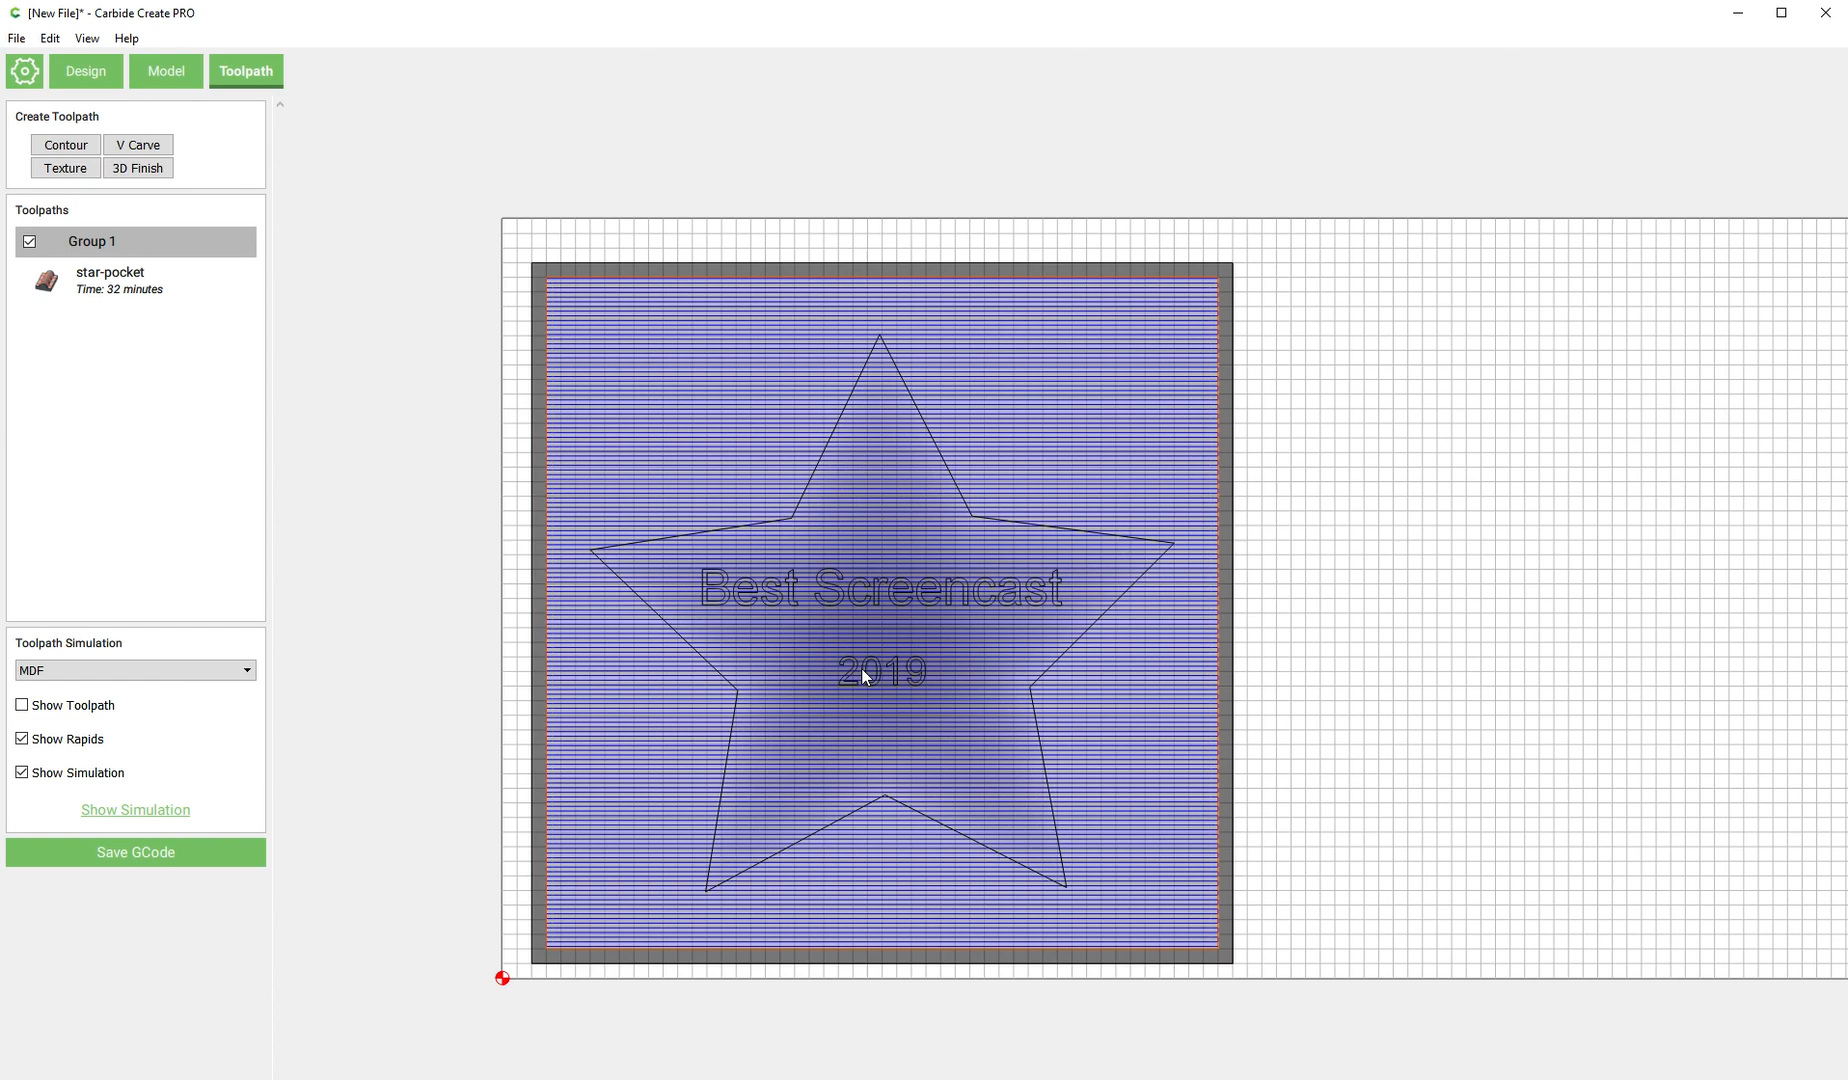 [New File]* - Carbide Create PRO
File Edit View Help
Design Model Toolpath
Create Toolpath
Contour V Carve
Texture 3D Finish
Toolpaths
Group 1
star-pocket
Time: 32 minutes
Best Screencast
2019
Toolpath Simulation
MDF
Show Toolpath
Show Rapids
Show Simulation
Show Simulation
Save GCode